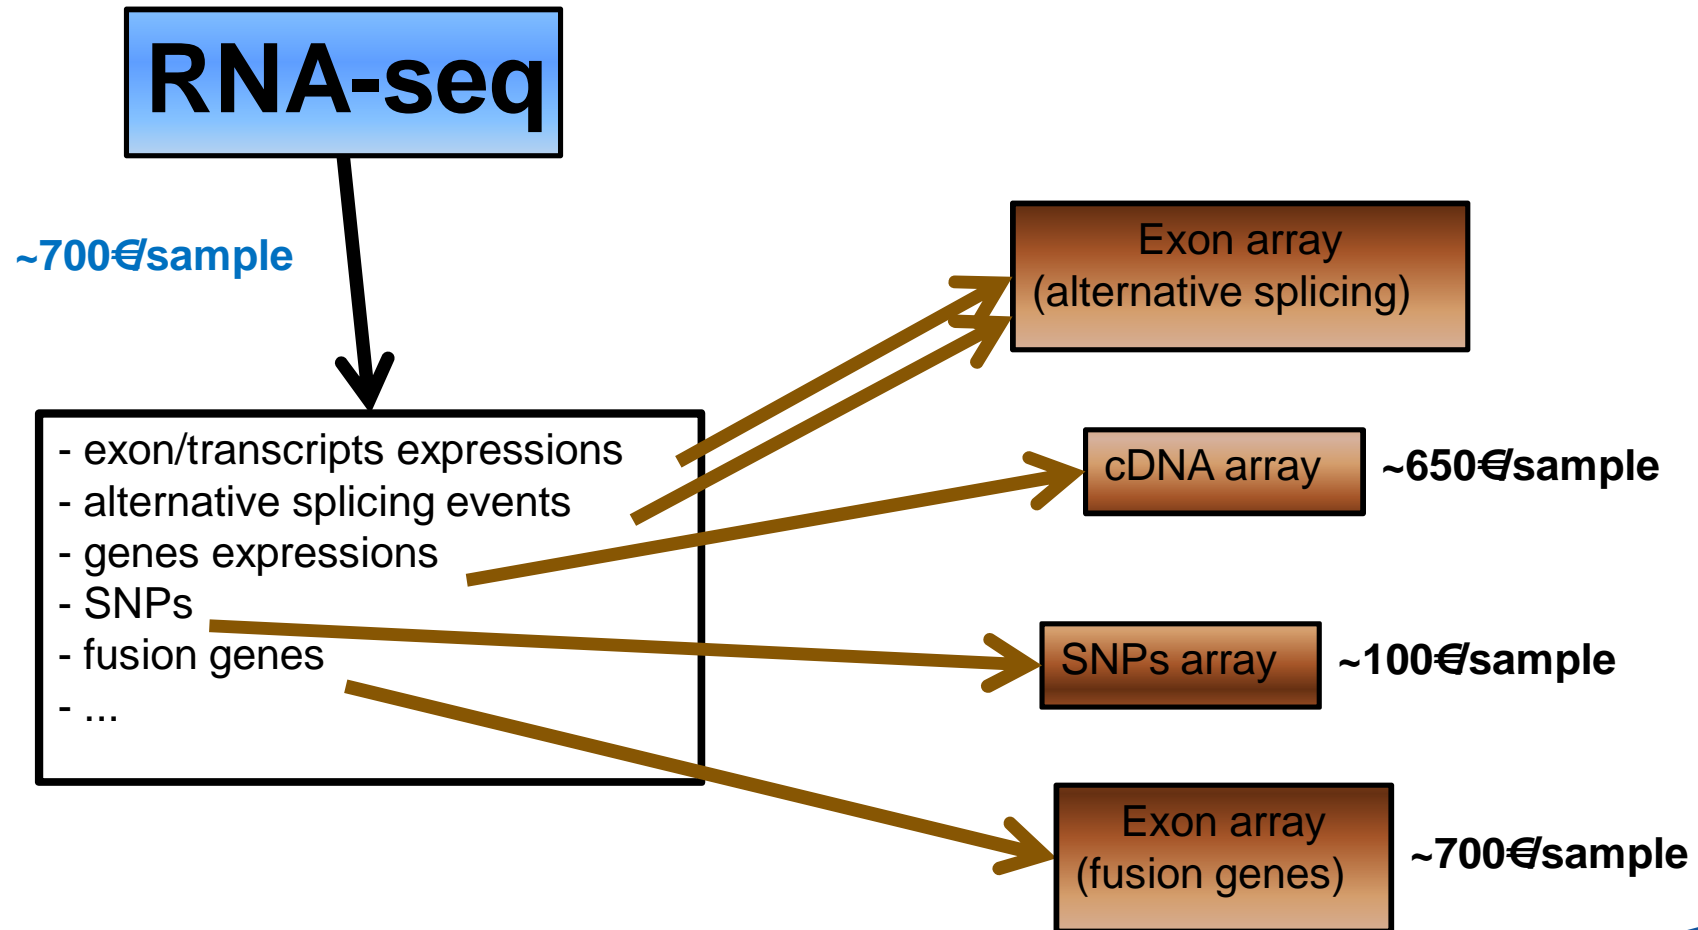 RNA-seq
~700€/sample
Exon array
(alternative splicing)
- exon/transcripts expressions
- alternative splicing events
- genes expressions
- SNPs
- fusion genes
- ...
cDNA array
~650€/sample
SNPs array
~100€/sample
Exon array
(fusion genes)
~700€/sample